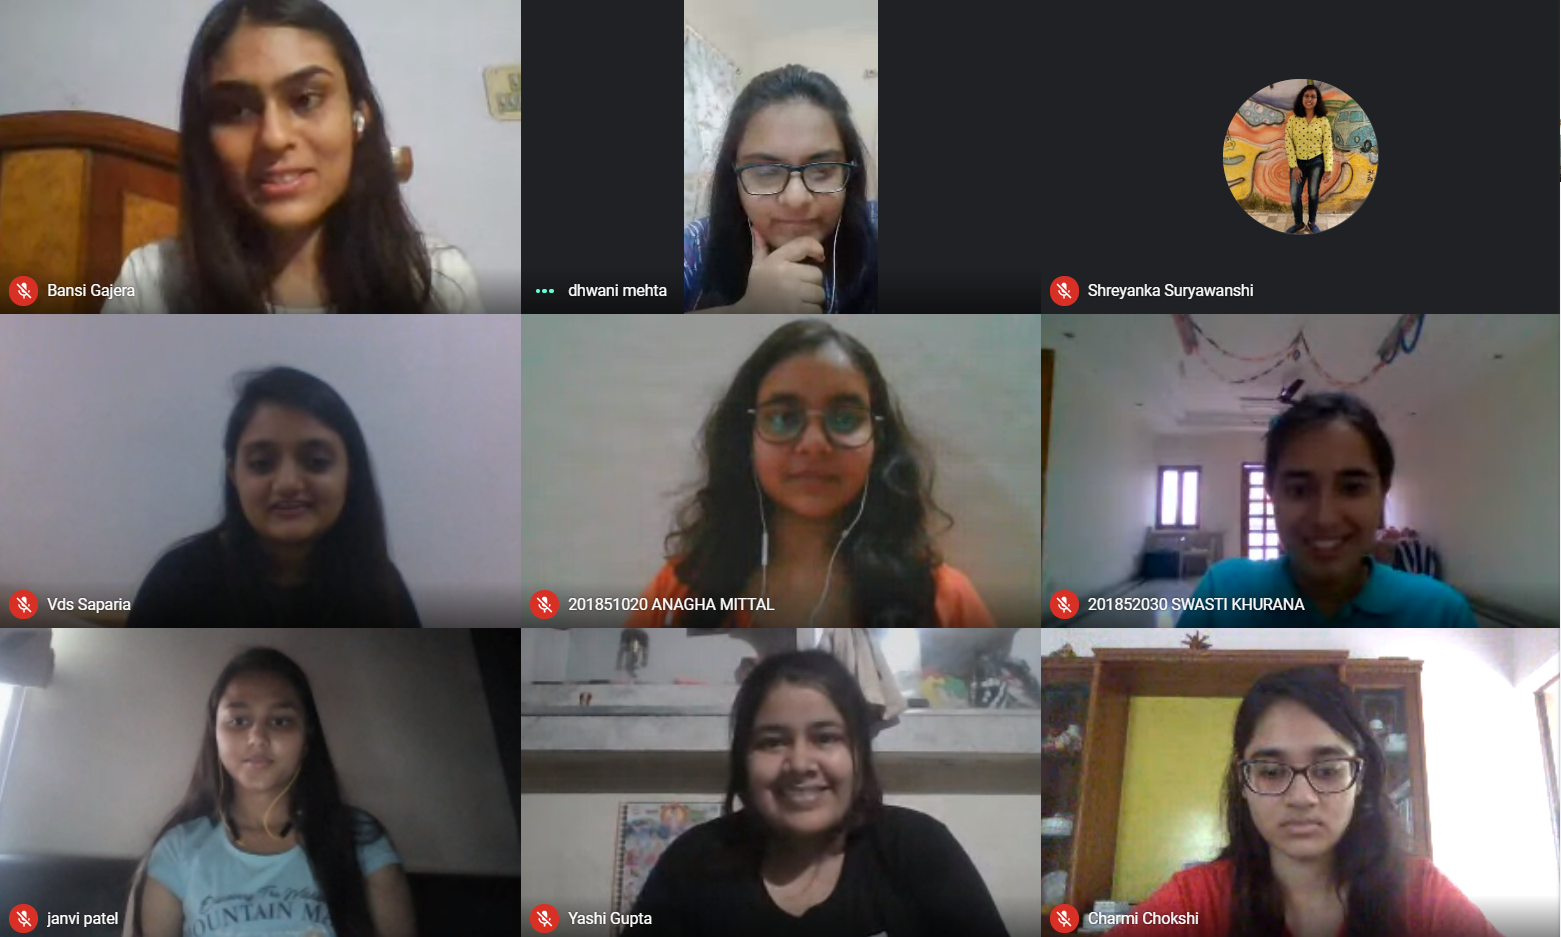 Bansi Gajera
dhwani mehta
Shreyanka Suryawanshi
Vds Saparia
201851020 ANAGHA MITTAL
201852030 SWASTI KHURANA
OUNTAIN
janvi patel
Yashi Gupta
Charmi Chokshi